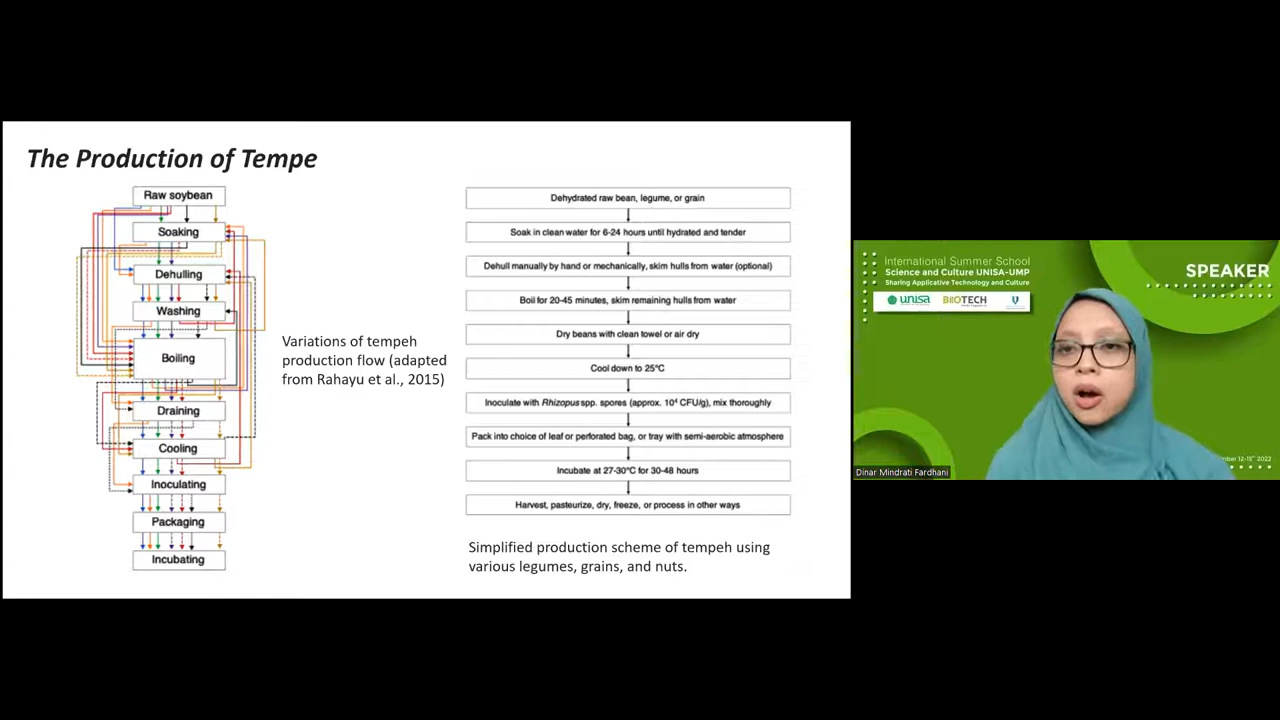 The Production of Tempe
Raw soybean
Soaking
Dehulling
Washing
Boiling
Draining
Cooling
Inoculating
Packaging
Incubating
Variations of tempeh
production flow (adapted
from Rahayu et al., 2015)
Dehydrated raw bean, legume, or grain
Soak in clean water for 6-24 hours until hydrated and tender
Dehull manually by hand or mechanically, skim hulls from water (optional)
Boil for 20-45 minutes, skim remaining hulls from water
Dry beans with clean towel or air dry
Cool down to 25°C
Inoculate with Rhizopus spp. spores (approx. 10⁴ CFU/g), mix thoroughly
Pack into choice of leaf or perforated bag, or tray with semi-aerobic atmosphere
Incubate at 27-30°C for 30-48 hours
Harvest, pasteurize, dry, freeze, or process in other ways
Simplified production scheme of tempeh using
various legumes, grains, and nuts.
International Summer School
Science and Culture UNISA-UMP
Sharing Applicative Technology and Culture
unisa
BIOTECH
SPEAKER
Dinar Mindrati Fardhani
mber 12-15th 2022